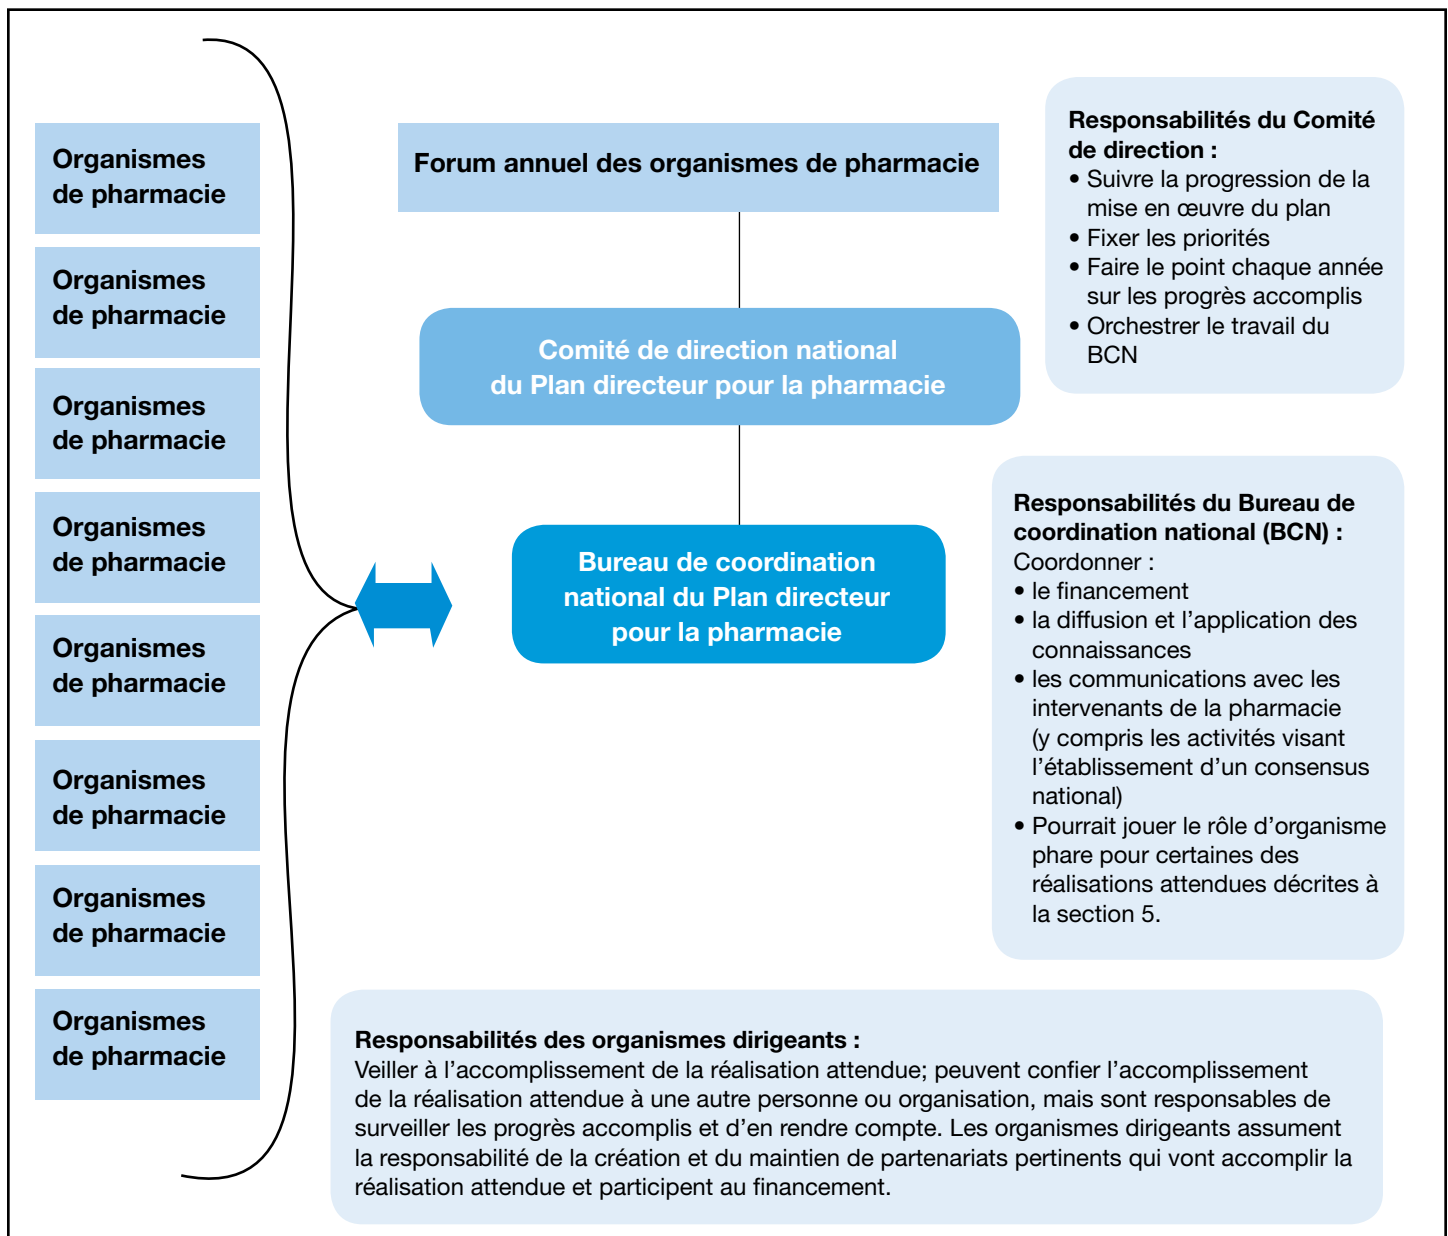 Organismes
de pharmacie
Organismes
de pharmacie
Organismes
de pharmacie
Organismes
de pharmacie
Organismes
de pharmacie
Organismes
de pharmacie
Organismes
de pharmacie
Organismes
de pharmacie
Forum annuel des organismes de pharmacie
Comité de direction national
du Plan directeur pour la pharmacie
Bureau de coordination
national du Plan directeur
pour la pharmacie
Responsabilités du Comité
de direction :
• Suivre la progression de la
mise en œuvre du plan
• Fixer les priorités
• Faire le point chaque année
sur les progrès accomplis
• Orchestrer le travail du
BCN
Responsabilités du Bureau de
coordination national (BCN) :
Coordonner :
• le financement
• la diffusion et l’application des
connaissances
• les communications avec les
intervenants de la pharmacie
(y compris les activités visant
l’établissement d’un consensus
national)
• Pourrait jouer le rôle d’organisme
phare pour certaines des
réalisations attendues décrites à
la section 5.
Responsabilités des organismes dirigeants :
Veiller à l’accomplissement de la réalisation attendue; peuvent confier l’accomplissement
de la réalisation attendue à une autre personne ou organisation, mais sont responsables de
surveiller les progrès accomplis et d’en rendre compte. Les organismes dirigeants assument
la responsabilité de la création et du maintien de partenariats pertinents qui vont accomplir la
réalisation attendue et participent au financement.